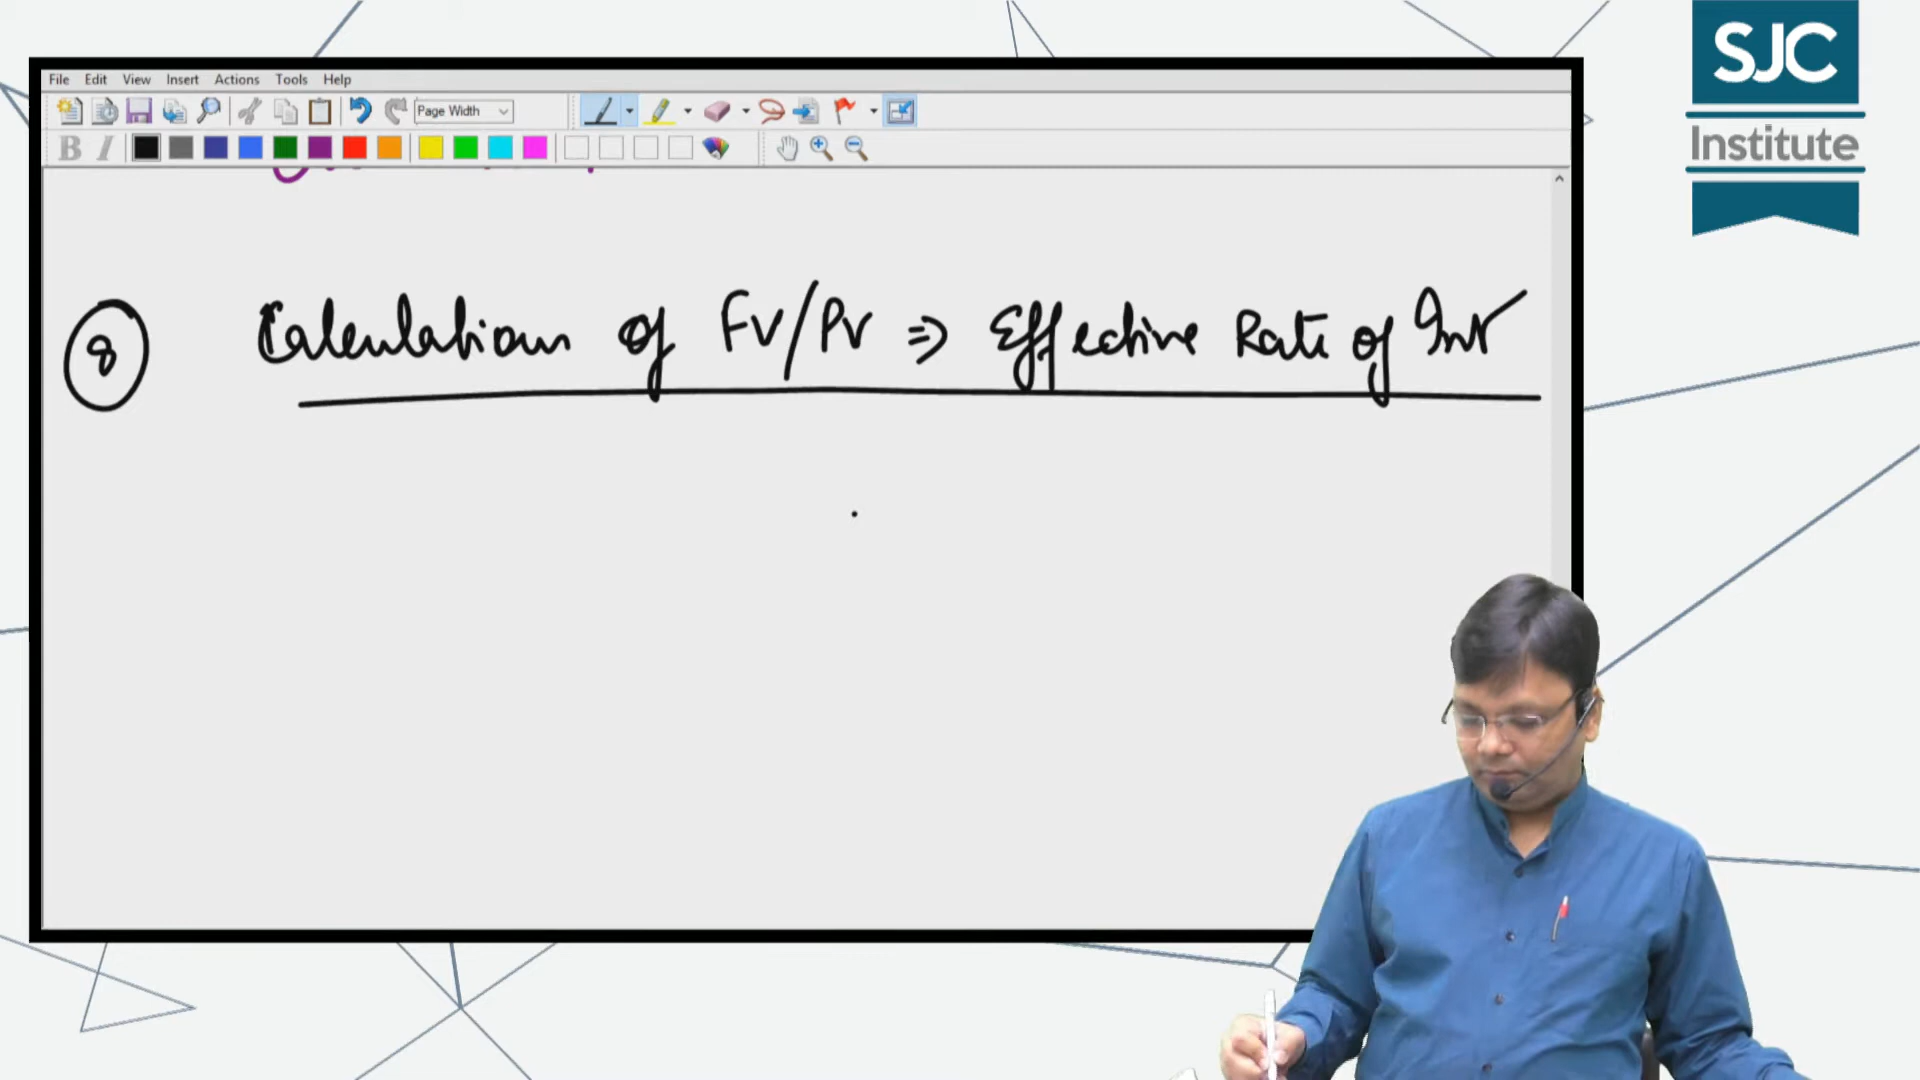 SJC
Institute
File Edit View Insert Actions Tools Help
Page Width
B I
8 Calculations of FV/PV ⇒ Effective Rate of Int